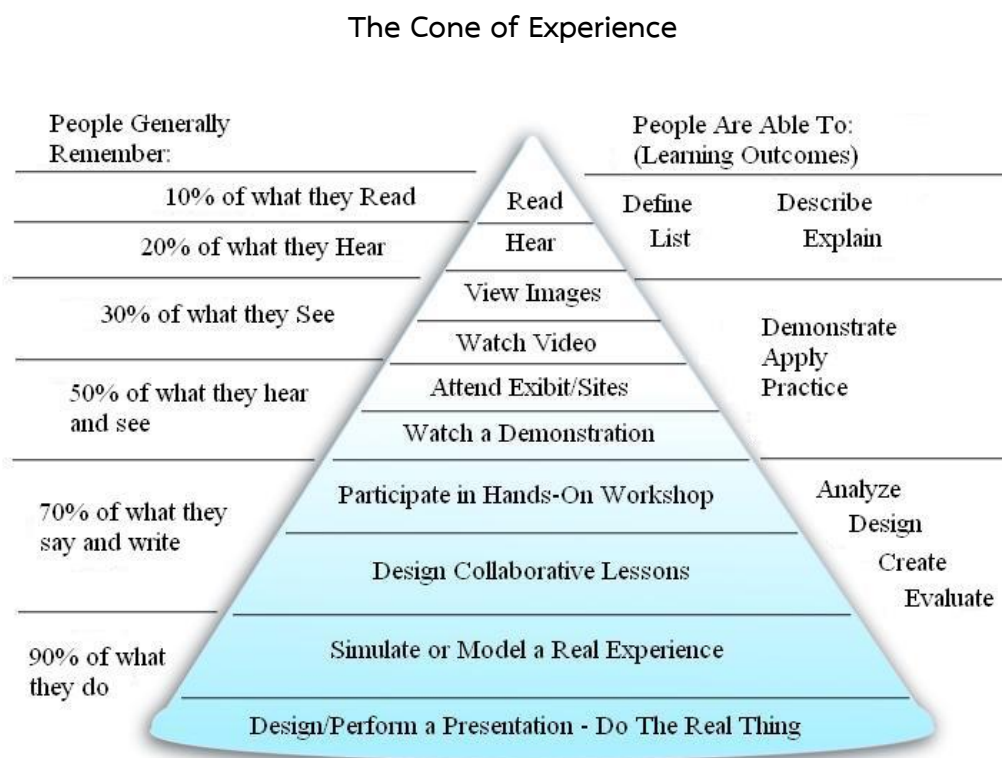 The Cone of Experience
People Generally
Remember:
10% of what they Read
20% of what they Hear
30% of what they See
50% of what they hear
and see
70% of what they
say and write
90% of what
they do
Read
Hear
View Images
Watch Video
Attend Exibit/Sites
Watch a Demonstration
Participate in Hands-On Workshop
Design Collaborative Lessons
Simulate or Model a Real Experience
Design/Perform a Presentation - Do The Real Thing
People Are Able To:
(Learning Outcomes)
Define Describe
List Explain
Demonstrate
Apply
Practice
Analyze
Design
Create
Evaluate